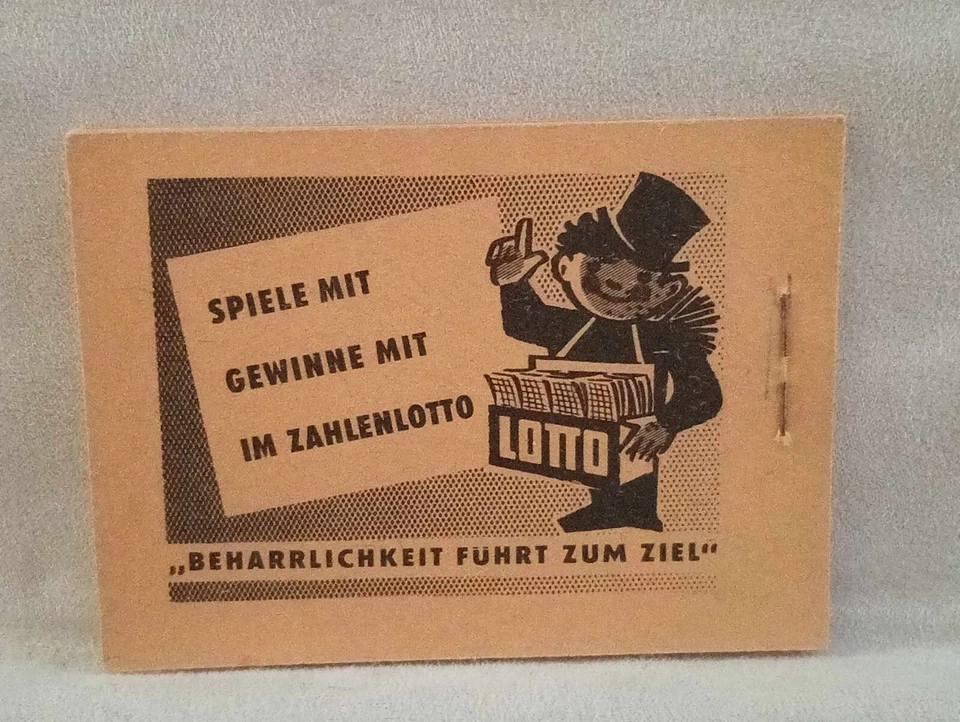 SPIELE MIT
GEWINNE MIT
IM ZAHLENLOTTO
LOTTO
„BEHARRLICHKEIT FÜHRT ZUM ZIEL“